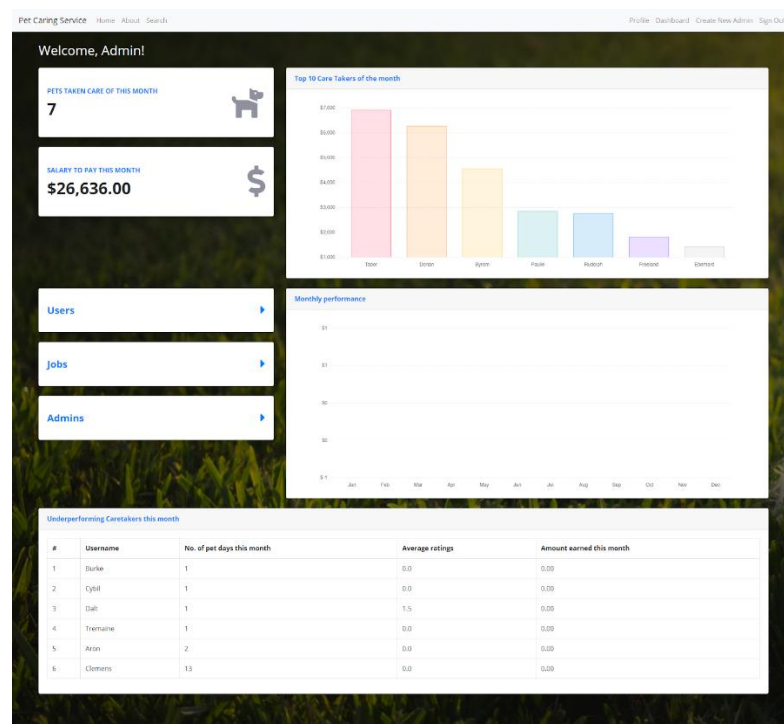 Pet Caring Service Home About Search Profile Dashboard Create New Admin Sign Out
Welcome, Admin!
PETS TAKEN CARE OF THIS MONTH
7
SALARY TO PAY THIS MONTH
$26,636.00
Top 10 Care Takers of the month
$7,000
$6,000
$5,000
$4,000
$3,000
$2,000
$1,000
Byrom Paulie Freeland Eberhard
Users
Jobs
Admins
Monthly performance
$1
$1
$0
$0
$-1
Jan Feb Mar Apr May Jun Jul Aug Sep Oct Nov Dec
Underperforming Caretakers this month
# Username No. of pet days this month Average ratings Amount earned this month
1 Burke 1 0.0 0.00
2 Cybil 1 0.0 0.00
3 Dalt 1 1.5 0.00
4 Tremaine 1 0.0 0.00
5 Aron 2 0.0 0.00
6 Clemens 13 0.0 0.00